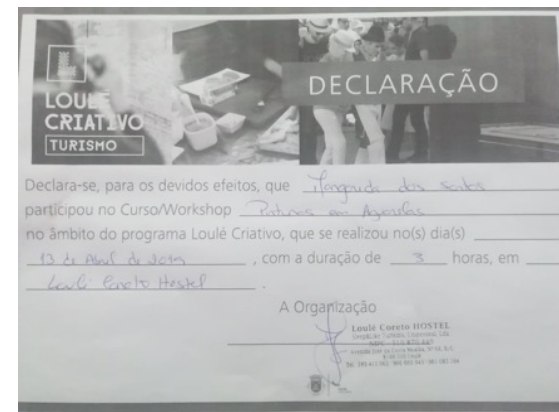 LOULÉ
CRIATIVO
TURISMO
DECLARAÇÃO
Declara-se, para os devidos efeitos, que Margarida dos Santos
participou no Curso/Workshop Pinturas em Aguarelas
no âmbito do programa Loulé Criativo, que se realizou no(s) dia(s)
13 de Abril de 2019, com a duração de 3 horas, em
Loulé Coreto Hostel.
A Organização
Loulé Coreto HOSTEL